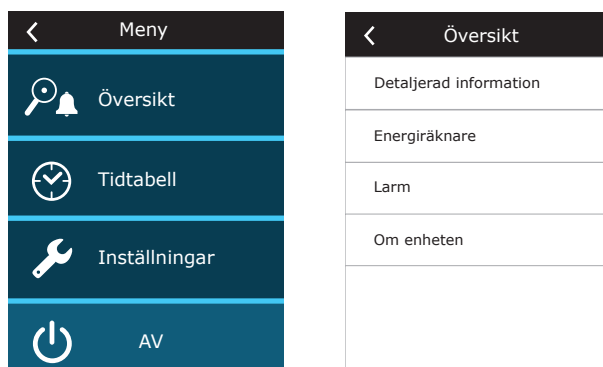 Meny
Översikt
Tidtabell
Inställningar
AV
Översikt
Detaljerad information
Energiräknare
Larm
Om enheten